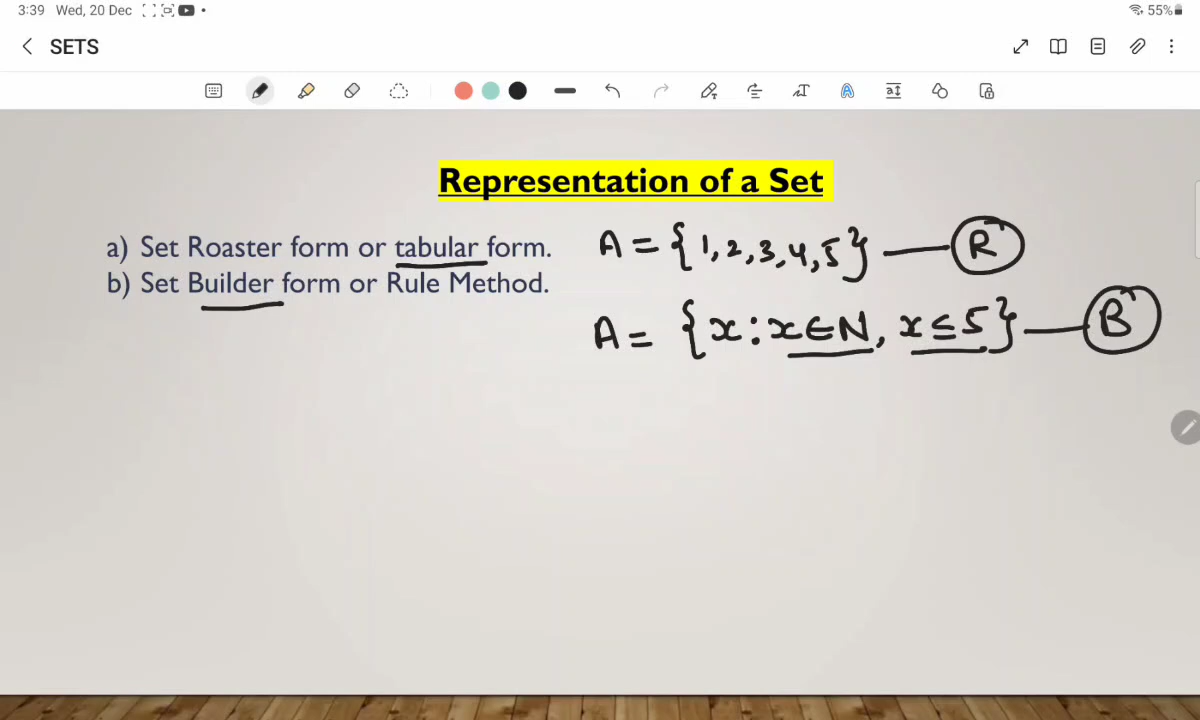 3:39 Wed, 20 Dec 55%
SETS
Representation of a Set
a) Set Roaster form or tabular form.
A = {1, 2, 3, 4, 5} — R
b) Set Builder form or Rule Method.
A = {x : x ∈ N, x ≤ 5} — B